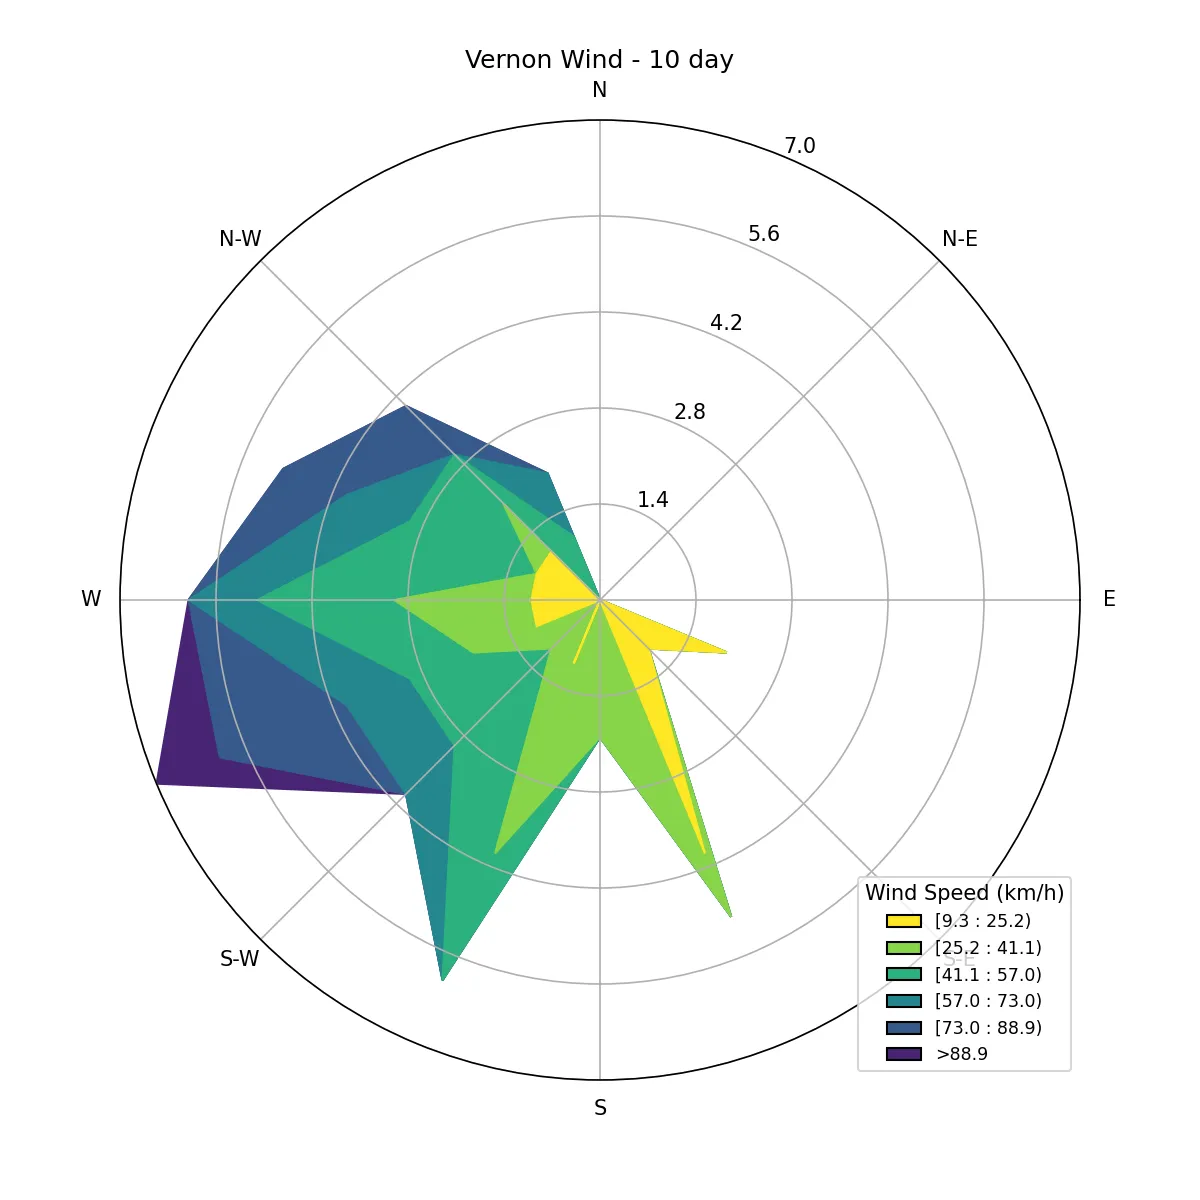 Vernon Wind - 10 day
N
7.0
N-W
5.6
N-E
4.2
2.8
1.4
W
E
S-W
S-E
S
Wind Speed (km/h)
[9.3 : 25.2)
[25.2 : 41.1)
[41.1 : 57.0)
[57.0 : 73.0)
[73.0 : 88.9)
>88.9